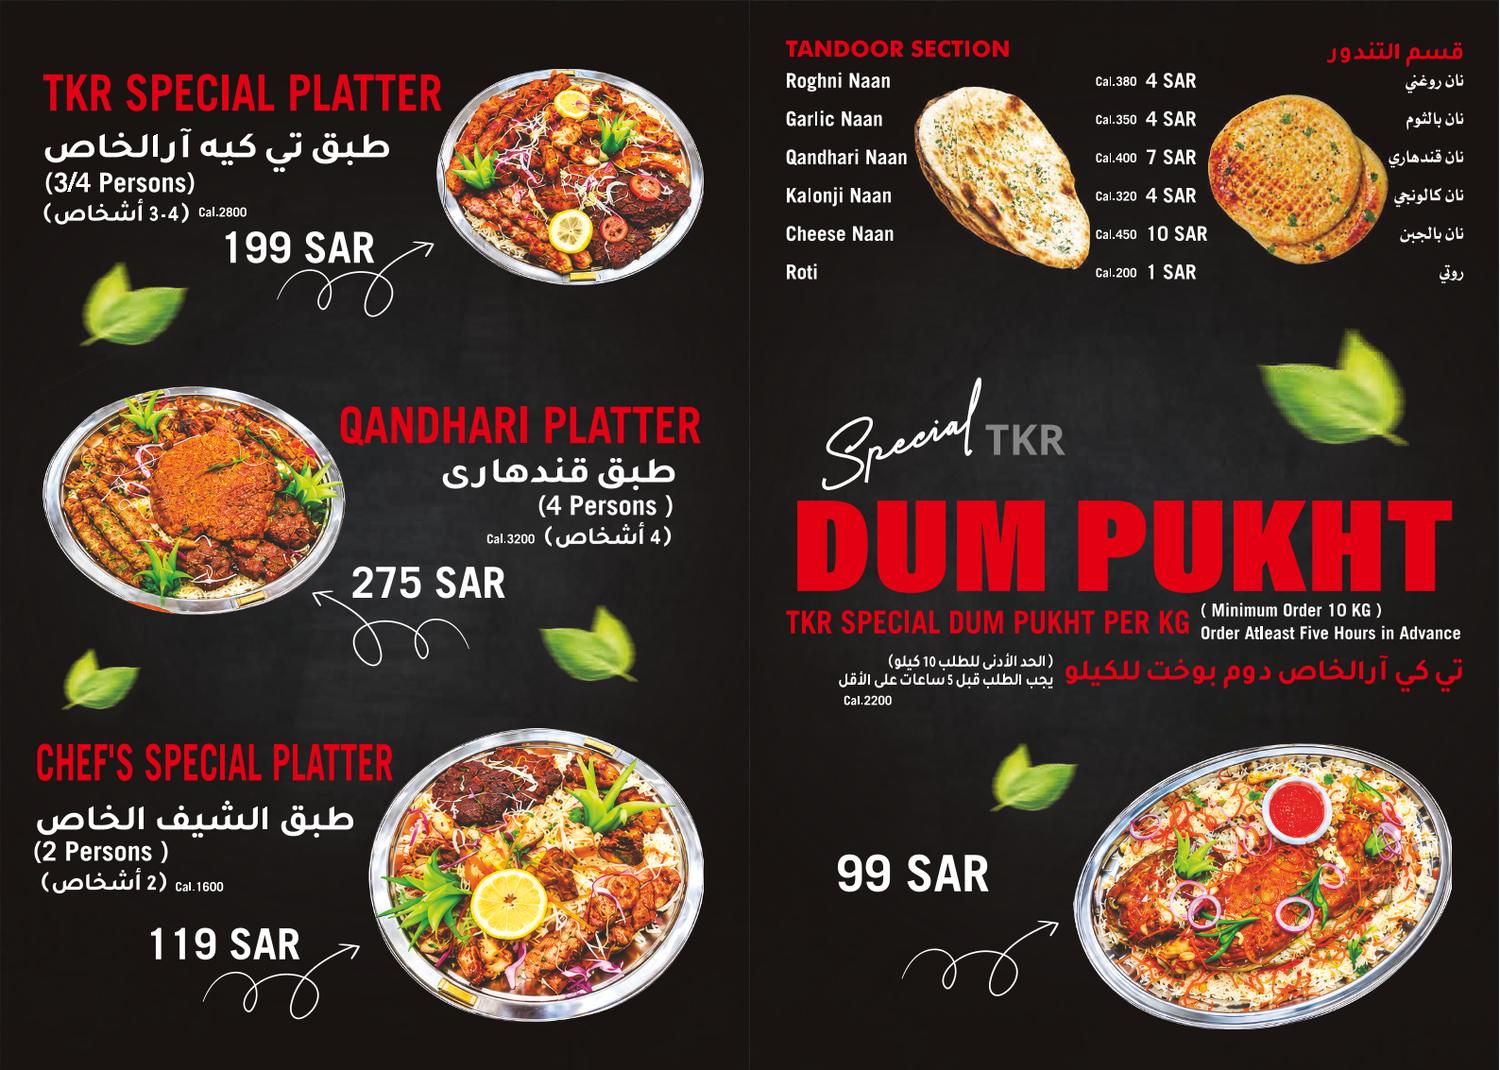 TKR SPECIAL PLATTER
طبق تي كيه آرالخاص
(3/4 Persons)
(3-4 أشخاص) Cal.2800
199 SAR
QANDHARI PLATTER
طبق قندهاری
(4 Persons )
(4 أشخاص) Cal.3200
275 SAR
CHEF'S SPECIAL PLATTER
طبق الشيف الخاص
(2 Persons )
(2 أشخاص) Cal.1600
119 SAR
TANDOOR SECTION قسم التندور
Roghni Naan Cal.380 4 SAR نان روغني
Garlic Naan Cal.350 4 SAR نان بالثوم
Qandhari Naan Cal.400 7 SAR نان قندهاري
Kalonji Naan Cal.320 4 SAR نان كالونجي
Cheese Naan Cal.450 10 SAR نان بالجبن
Roti Cal.200 1 SAR روتي
Special TKR
DUM PUKHT
TKR SPECIAL DUM PUKHT PER KG ( Minimum Order 10 KG )
Order Atleast Five Hours in Advance
تي كي آرالخاص دوم بوخت للكيلو ( الحد الأدنى للطلب 10 كيلو)
يجب الطلب قبل 5 ساعات على الأقل
Cal.2200
99 SAR